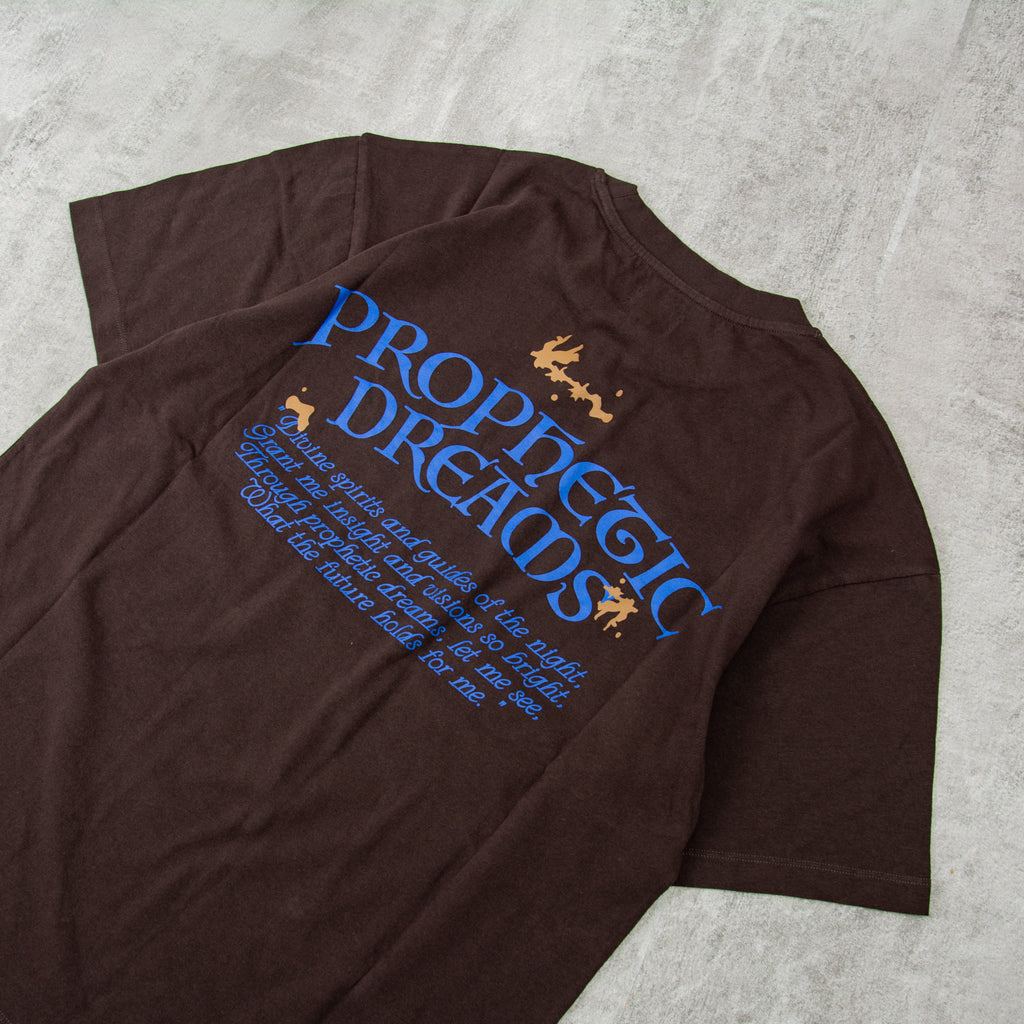 PROPHETIC
DREAMS
"Divine spirits and guides of the night,
Grant me insight and visions so bright,
Through prophetic dreams, let me see,
What the future holds for me."